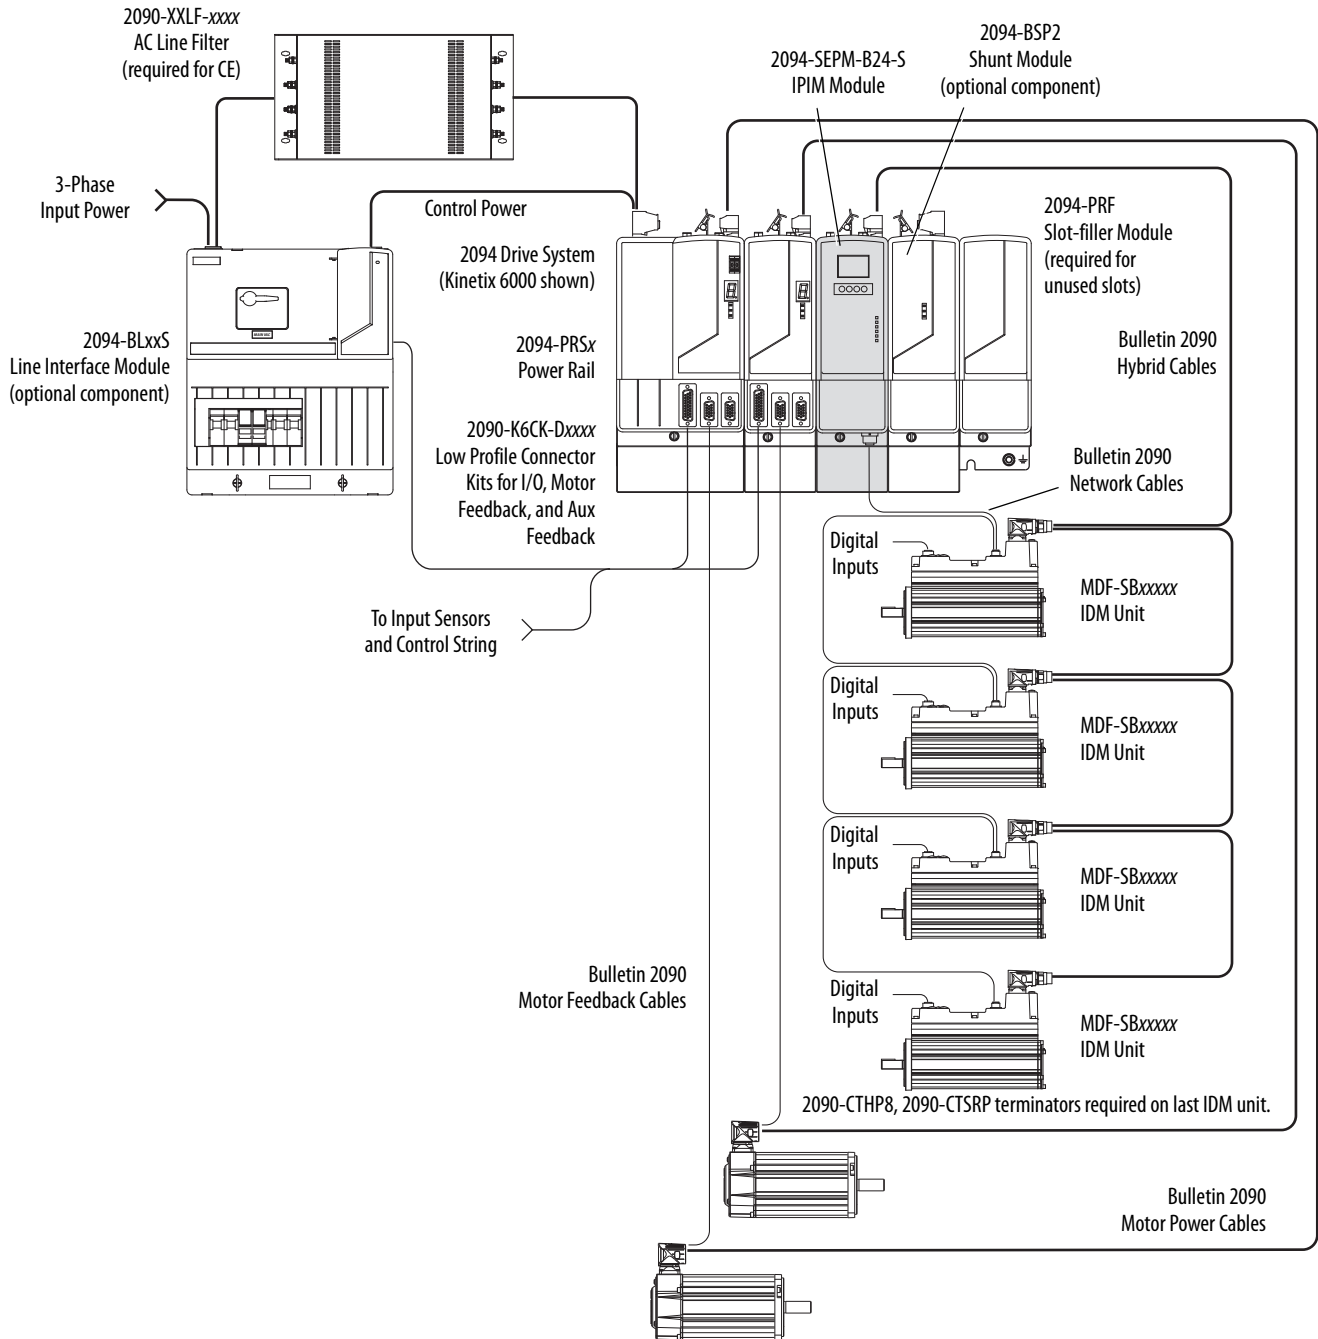 2090-XXLF-xxxx
AC Line Filter
(required for CE)
2094-SEPM-B24-S
IPIM Module
2094-BSP2
Shunt Module
(optional component)
3-Phase
Input Power
Control Power
2094 Drive System
(Kinetix 6000 shown)
2094-PRF
Slot-filler Module
(required for
unused slots)
2094-BLxxS
Line Interface Module
(optional component)
2094-PRSx
Power Rail
Bulletin 2090
Hybrid Cables
2090-K6CK-Dxxxx
Low Profile Connector
Kits for I/O, Motor
Feedback, and Aux
Feedback
Bulletin 2090
Network Cables
To Input Sensors
and Control String
Digital
Inputs
MDF-SBxxxxx
IDM Unit
Digital
Inputs
MDF-SBxxxxx
IDM Unit
Digital
Inputs
MDF-SBxxxxx
IDM Unit
Bulletin 2090
Motor Feedback Cables
Digital
Inputs
MDF-SBxxxxx
IDM Unit
2090-CTHP8, 2090-CTSRP terminators required on last IDM unit.
Bulletin 2090
Motor Power Cables